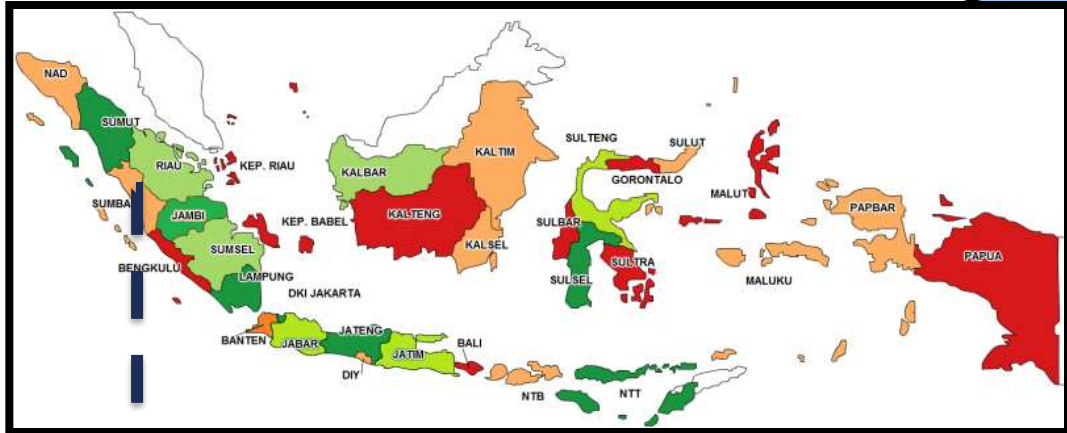 NAD
SUMUT
RIAU
KEP. RIAU
SUMBA
JAMBI
KEP. BABEL
SUMSEL
BENGKULU
LAMPUNG
DKI JAKARTA
BANTEN
JABAR
JATENG
DIY
JATIM
BALI
NTB
NTT
KALBAR
KALTENG
KALTIM
KALSEL
SULTENG
SULUT
GORONTALO
SULBAR
SULTRA
SULSEL
MALUT
MALUKU
PAPBAR
PAPUA